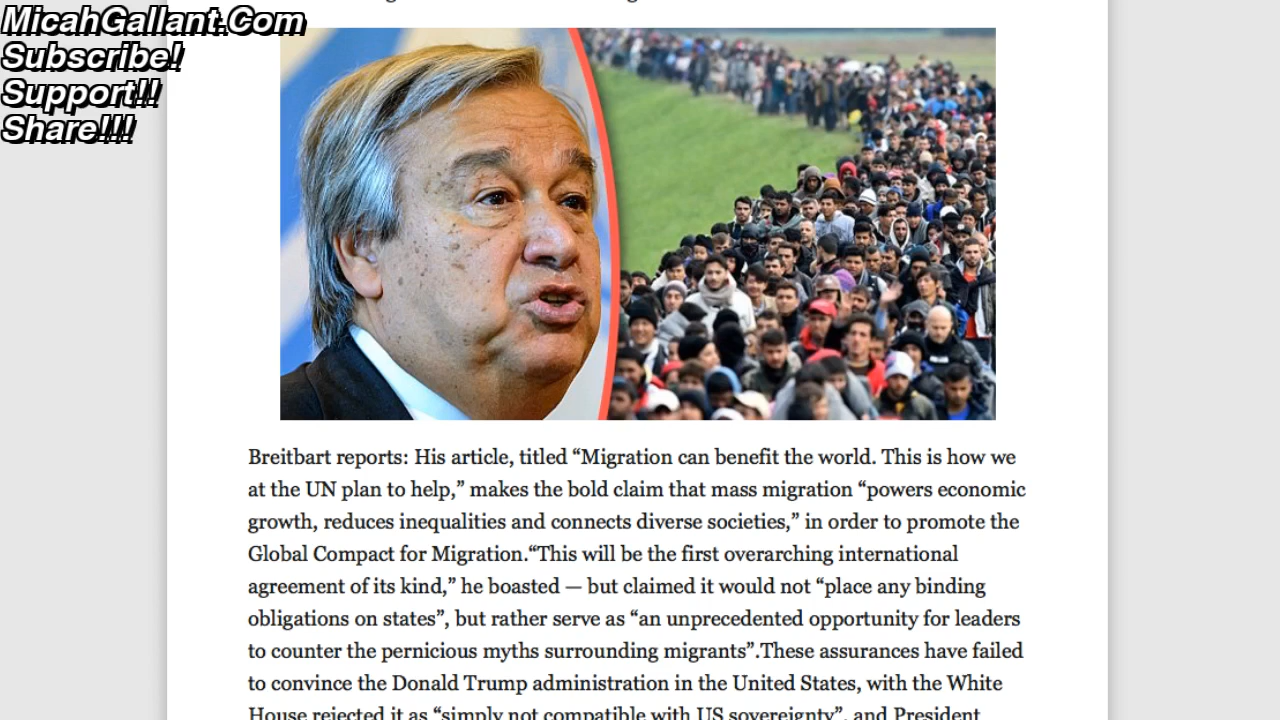 MicahGallant.Com
Subscribe!
Support!!
Share!!!
Breitbart reports: His article, titled “Migration can benefit the world. This is how we
at the UN plan to help,” makes the bold claim that mass migration “powers economic
growth, reduces inequalities and connects diverse societies,” in order to promote the
Global Compact for Migration.“This will be the first overarching international
agreement of its kind,” he boasted — but claimed it would not “place any binding
obligations on states”, but rather serve as “an unprecedented opportunity for leaders
to counter the pernicious myths surrounding migrants”.These assurances have failed
to convince the Donald Trump administration in the United States, with the White
House rejected it as “simply not compatible with US sovereignty”, and President